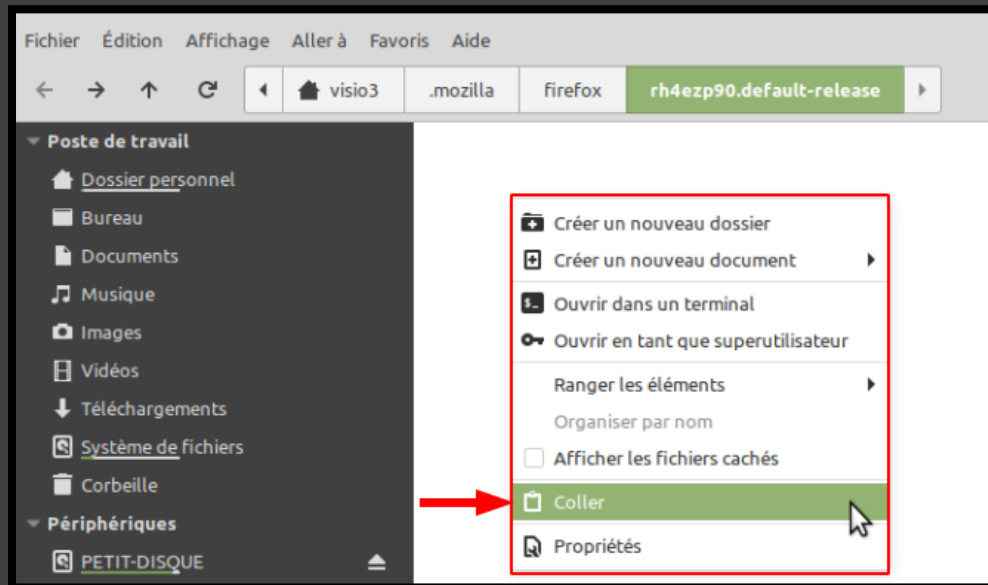 Fichier Édition Affichage Aller à Favoris Aide
visio3 .mozilla firefox rh4ezp90.default-release
Poste de travail
Dossier personnel
Bureau
Documents
Musique
Images
Vidéos
Téléchargements
Système de fichiers
Corbeille
Périphériques
PETIT-DISQUE
Créer un nouveau dossier
Créer un nouveau document
Ouvrir dans un terminal
Ouvrir en tant que superutilisateur
Ranger les éléments
Organiser par nom
Afficher les fichiers cachés
Coller
Propriétés